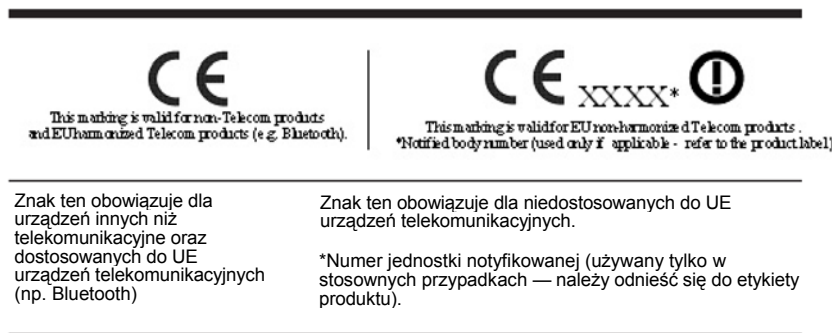 CE
This marking is valid for non-Telecom products
and EU harmonized Telecom products (e.g. Bluetooth).
CE XXXX*
This marking is valid for EU non-harmonized Telecom products .
*Notified body number (used only if applicable - refer to the product label)
Znak ten obowiązuje dla
urządzeń innych niż
telekomunikacyjne oraz
dostosowanych do UE
urządzeń telekomunikacyjnych
(np. Bluetooth)
Znak ten obowiązuje dla niedostosowanych do UE
urządzeń telekomunikacyjnych.
*Numer jednostki notyfikowanej (używany tylko w
stosownych przypadkach — należy odnieść się do etykiety
produktu).